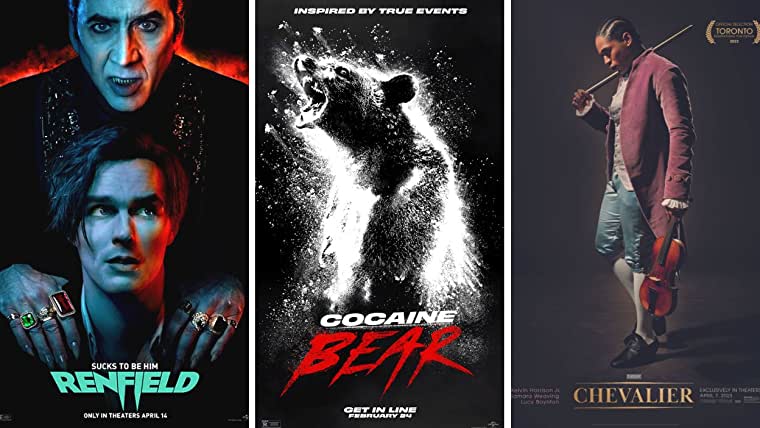 SUCKS TO BE HIM
RENFIELD
ONLY IN THEATERS APRIL 14
INSPIRED BY TRUE EVENTS
COCAINE
BEAR
GET IN LINE
FEBRUARY 24
OFFICIAL SELECTION
TORONTO
2022
Kelvin Harrison Jr.
Samara Weaving
Lucy Boynton
CHEVALIER
EXCLUSIVELY IN THEATERS
APRIL 7, 2023